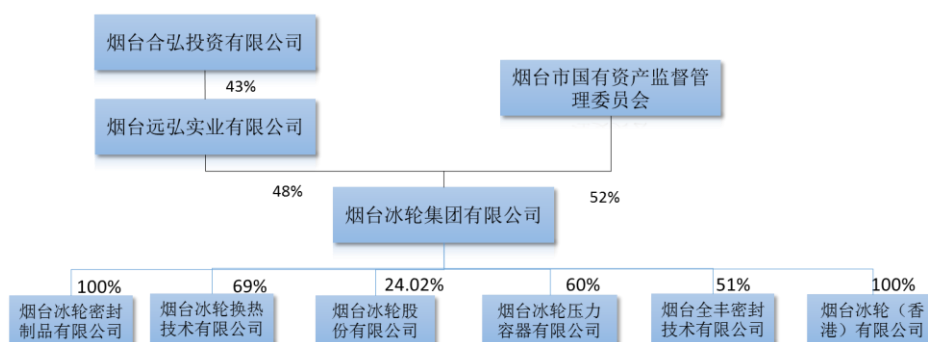 烟台合弘投资有限公司
43%
烟台市国有资产监督管
理委员会
烟台远弘实业有限公司
48%
52%
烟台冰轮集团有限公司
100%
69%
24.02%
60%
51%
100%
烟台冰轮密封
制品有限公司
烟台冰轮换热
技术有限公司
烟台冰轮股
份有限公司
烟台冰轮压力
容器有限公司
烟台全丰密封
技术有限公司
烟台冰轮（香
港）有限公司